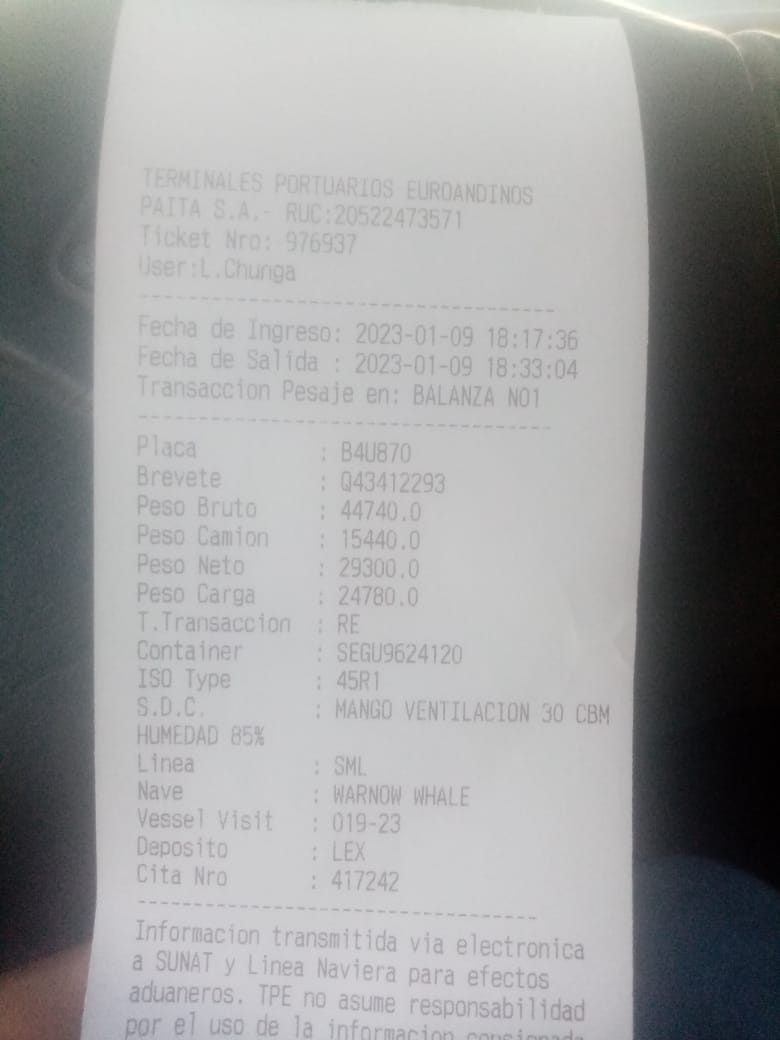 TERMINALES PORTUARIOS EUROANDINOS
PAITA S.A.- RUC:20522473571
Ticket Nro: 976937
User:L.Chunga
Fecha de Ingreso: 2023-01-09 18:17:36
Fecha de Salida : 2023-01-09 18:33:04
Transaccion Pesaje en: BALANZA N01
Placa : B4U870
Brevete : Q43412293
Peso Bruto : 44740.0
Peso Camion : 15440.0
Peso Neto : 29300.0
Peso Carga : 24780.0
T.Transaccion : RE
Container : SEGU9624120
ISO Type : 45R1
S.D.C. : MANGO VENTILACION 30 CBM
HUMEDAD 85%
Linea : SML
Nave : WARNOW WHALE
Vessel Visit : 019-23
Deposito : LEX
Cita Nro : 417242
Informacion transmitida via electronica
a SUNAT y Linea Naviera para efectos
aduaneros. TPE no asume responsabilidad
por el uso de la informacion